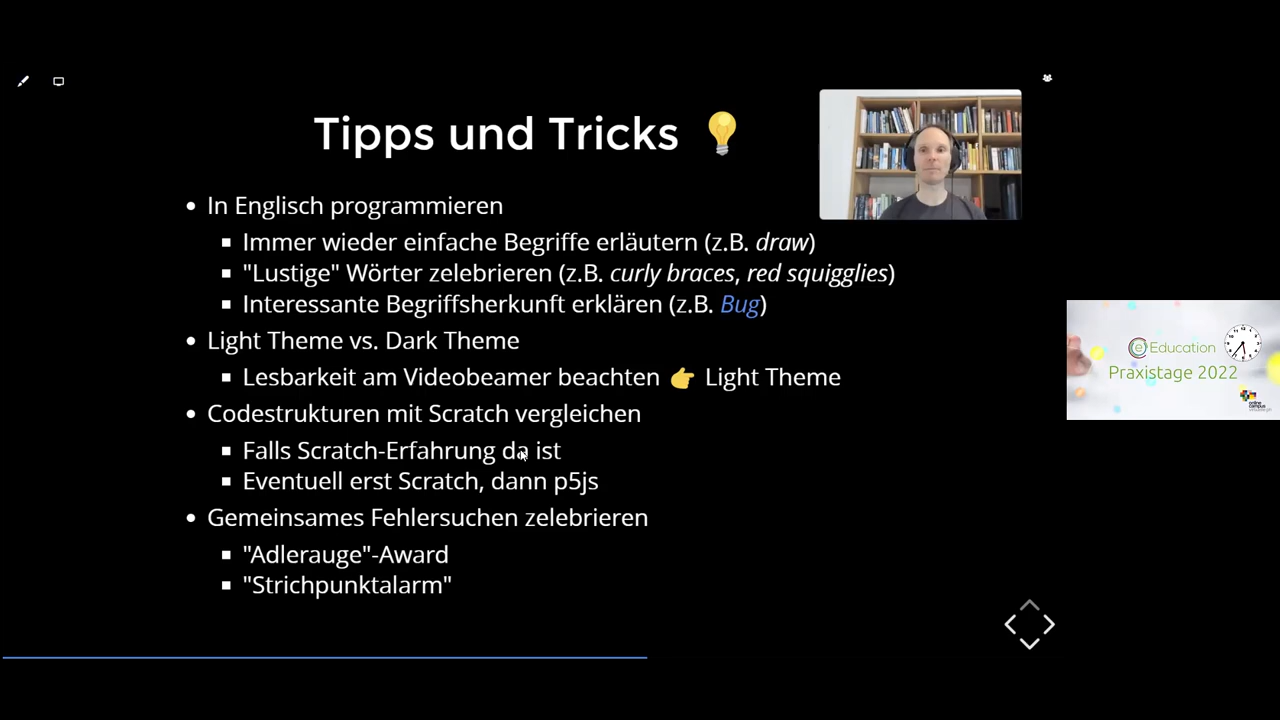 Tipps und Tricks
In Englisch programmieren
Immer wieder einfache Begriffe erläutern (z.B. draw)
"Lustige" Wörter zelebrieren (z.B. curly braces, red squigglies)
Interessante Begriffsherkunft erklären (z.B. Bug)
Light Theme vs. Dark Theme
Lesbarkeit am Videobeamer beachten 👉 Light Theme
Codestrukturen mit Scratch vergleichen
Falls Scratch-Erfahrung da ist
Eventuell erst Scratch, dann p5js
Gemeinsames Fehlersuchen zelebrieren
"Adlerauge"-Award
"Strichpunktalarm"
eEducation
Praxistage 2022